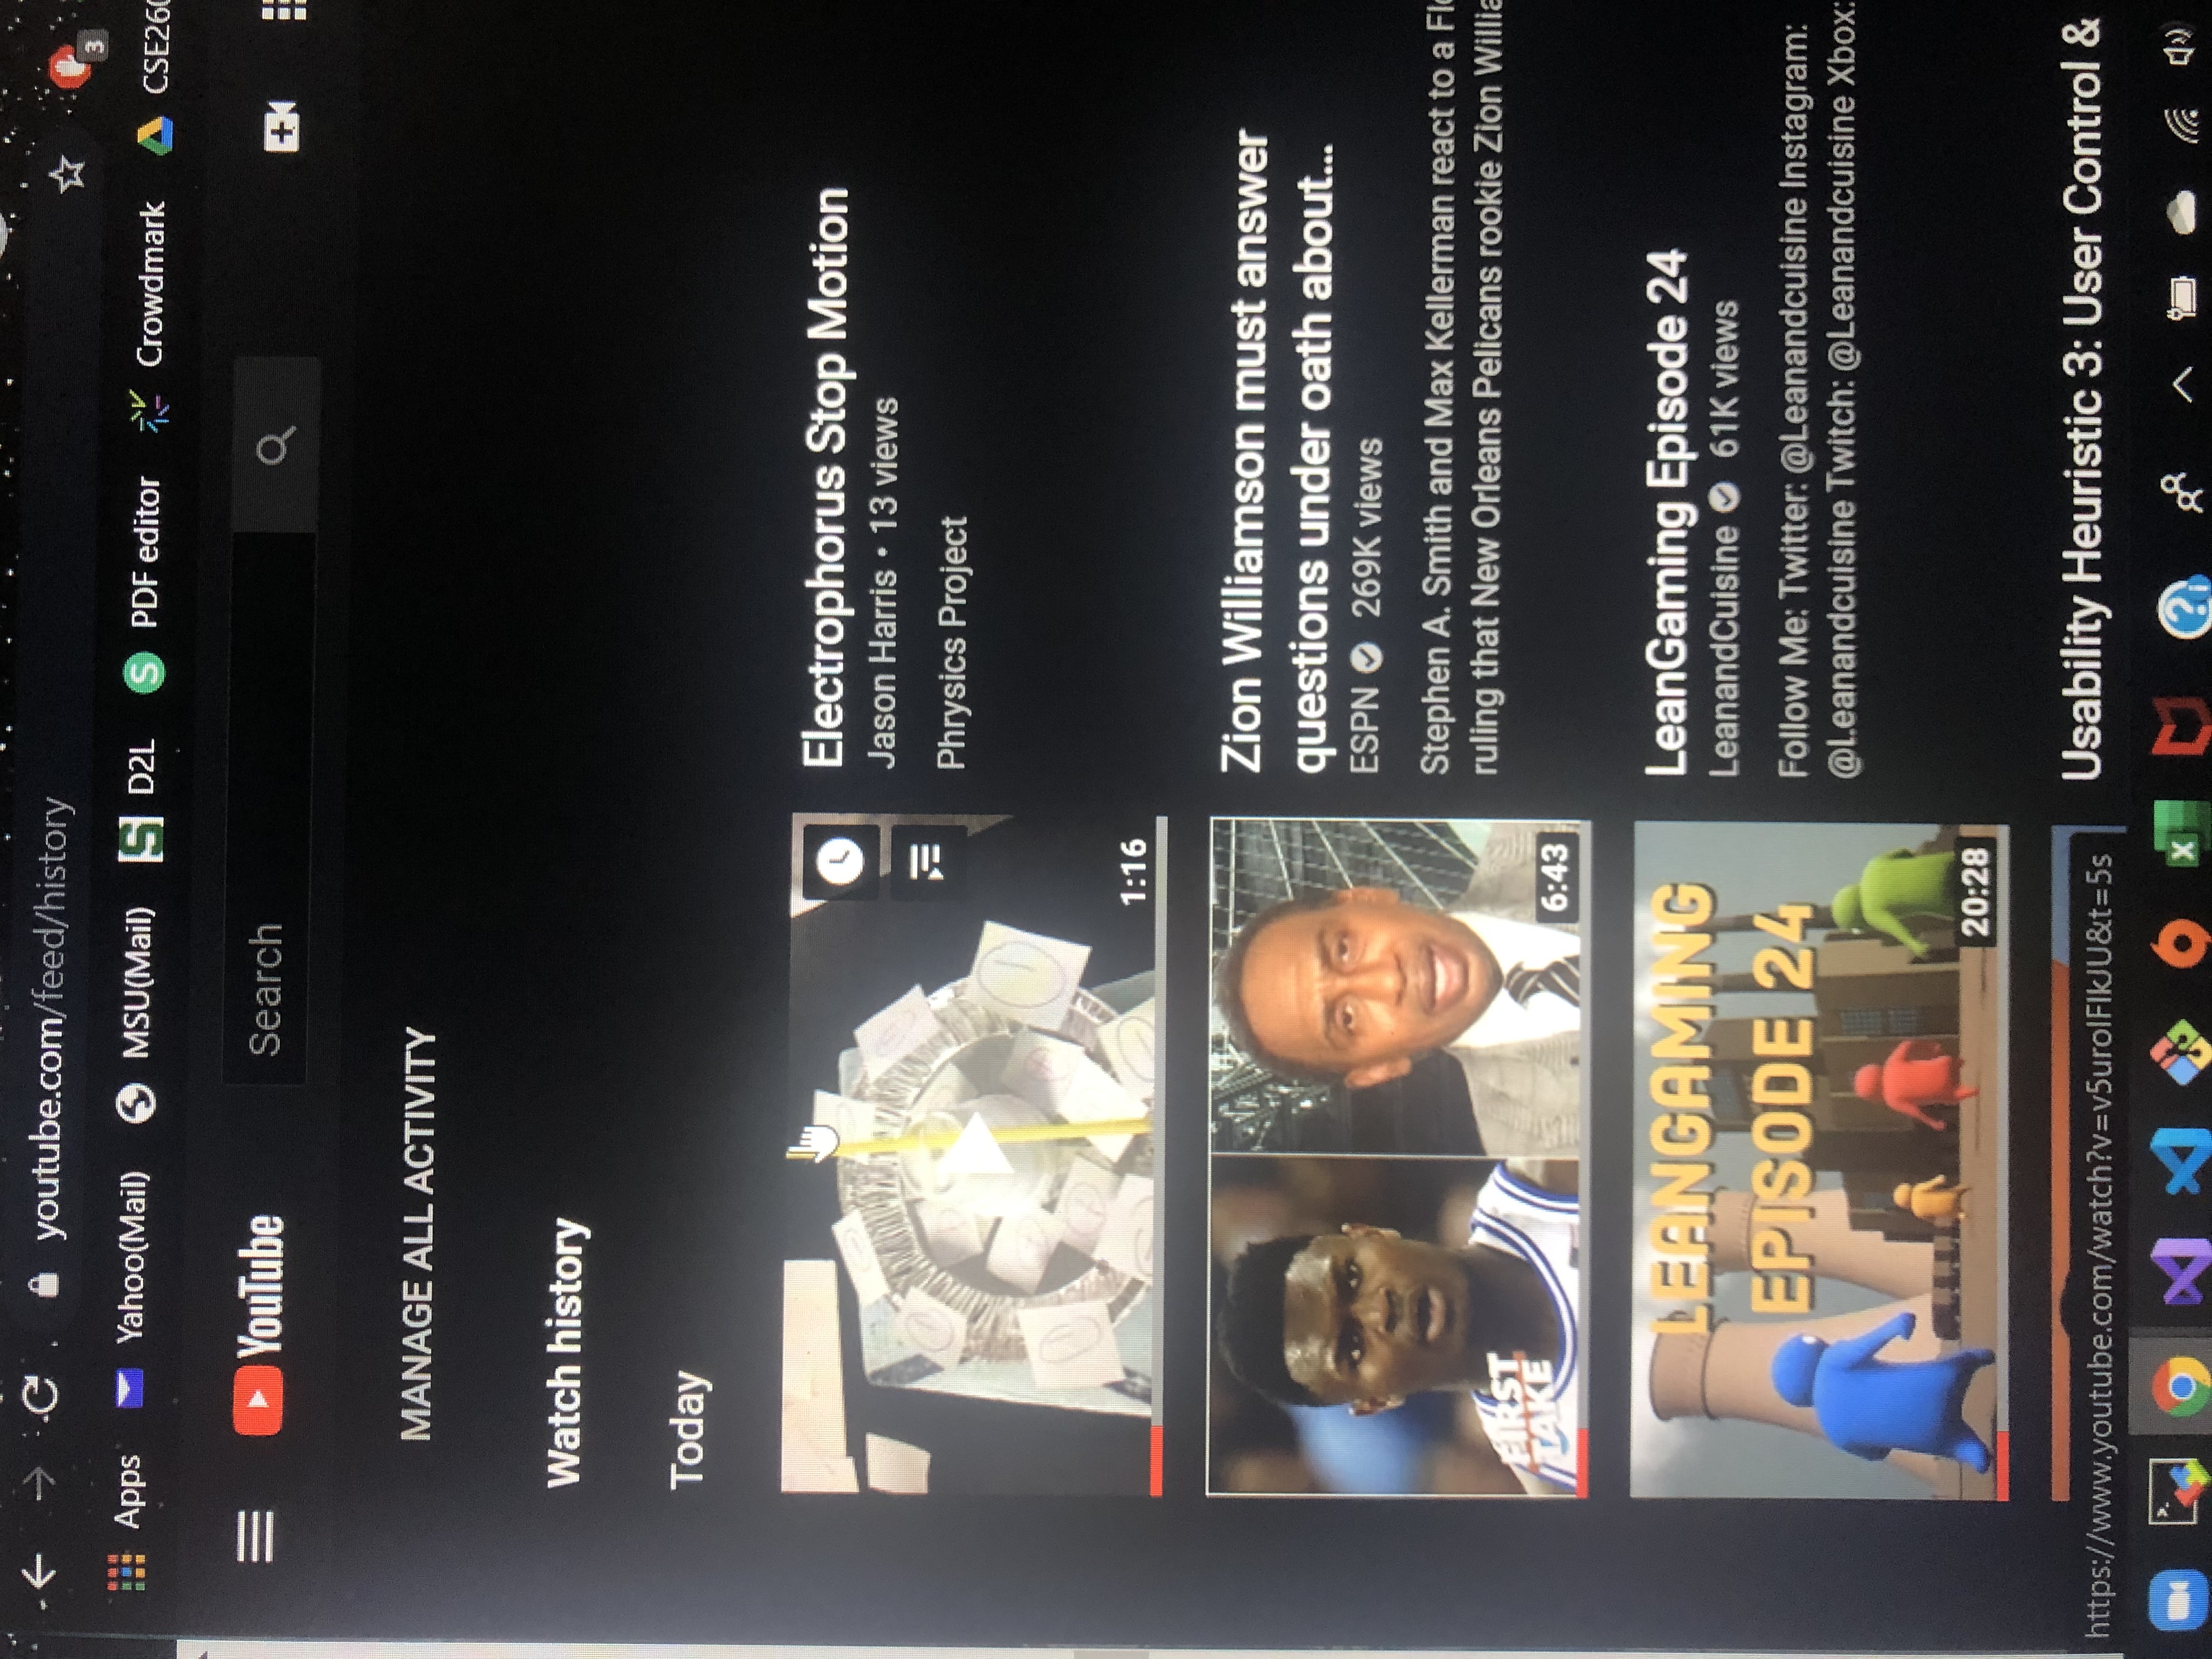 youtube.com/feed/history
3
Apps
Yahoo(Mail)
MSU(Mail)
D2L
PDF editor
Crowdmark
CSE260
YouTube
Search
MANAGE ALL ACTIVITY
Watch history
Today
1:16
Electrophorus Stop Motion
Jason Harris • 13 views
Phrysics Project
FIRST
TAKE
6:43
Zion Williamson must answer
questions under oath about...
ESPN 269K views
Stephen A. Smith and Max Kellerman react to a Fl
ruling that New Orleans Pelicans rookie Zion Willia
LEANGAMING
EPISODE 24
20:28
LeanGaming Episode 24
LeanandCuisine 61K views
Follow Me: Twitter: @Leanandcuisine Instagram:
@Leanandcuisine Twitch: @Leanandcuisine Xbox:
Usability Heuristic 3: User Control &
https://www.youtube.com/watch?v=v5urolFlkJU&t=5s